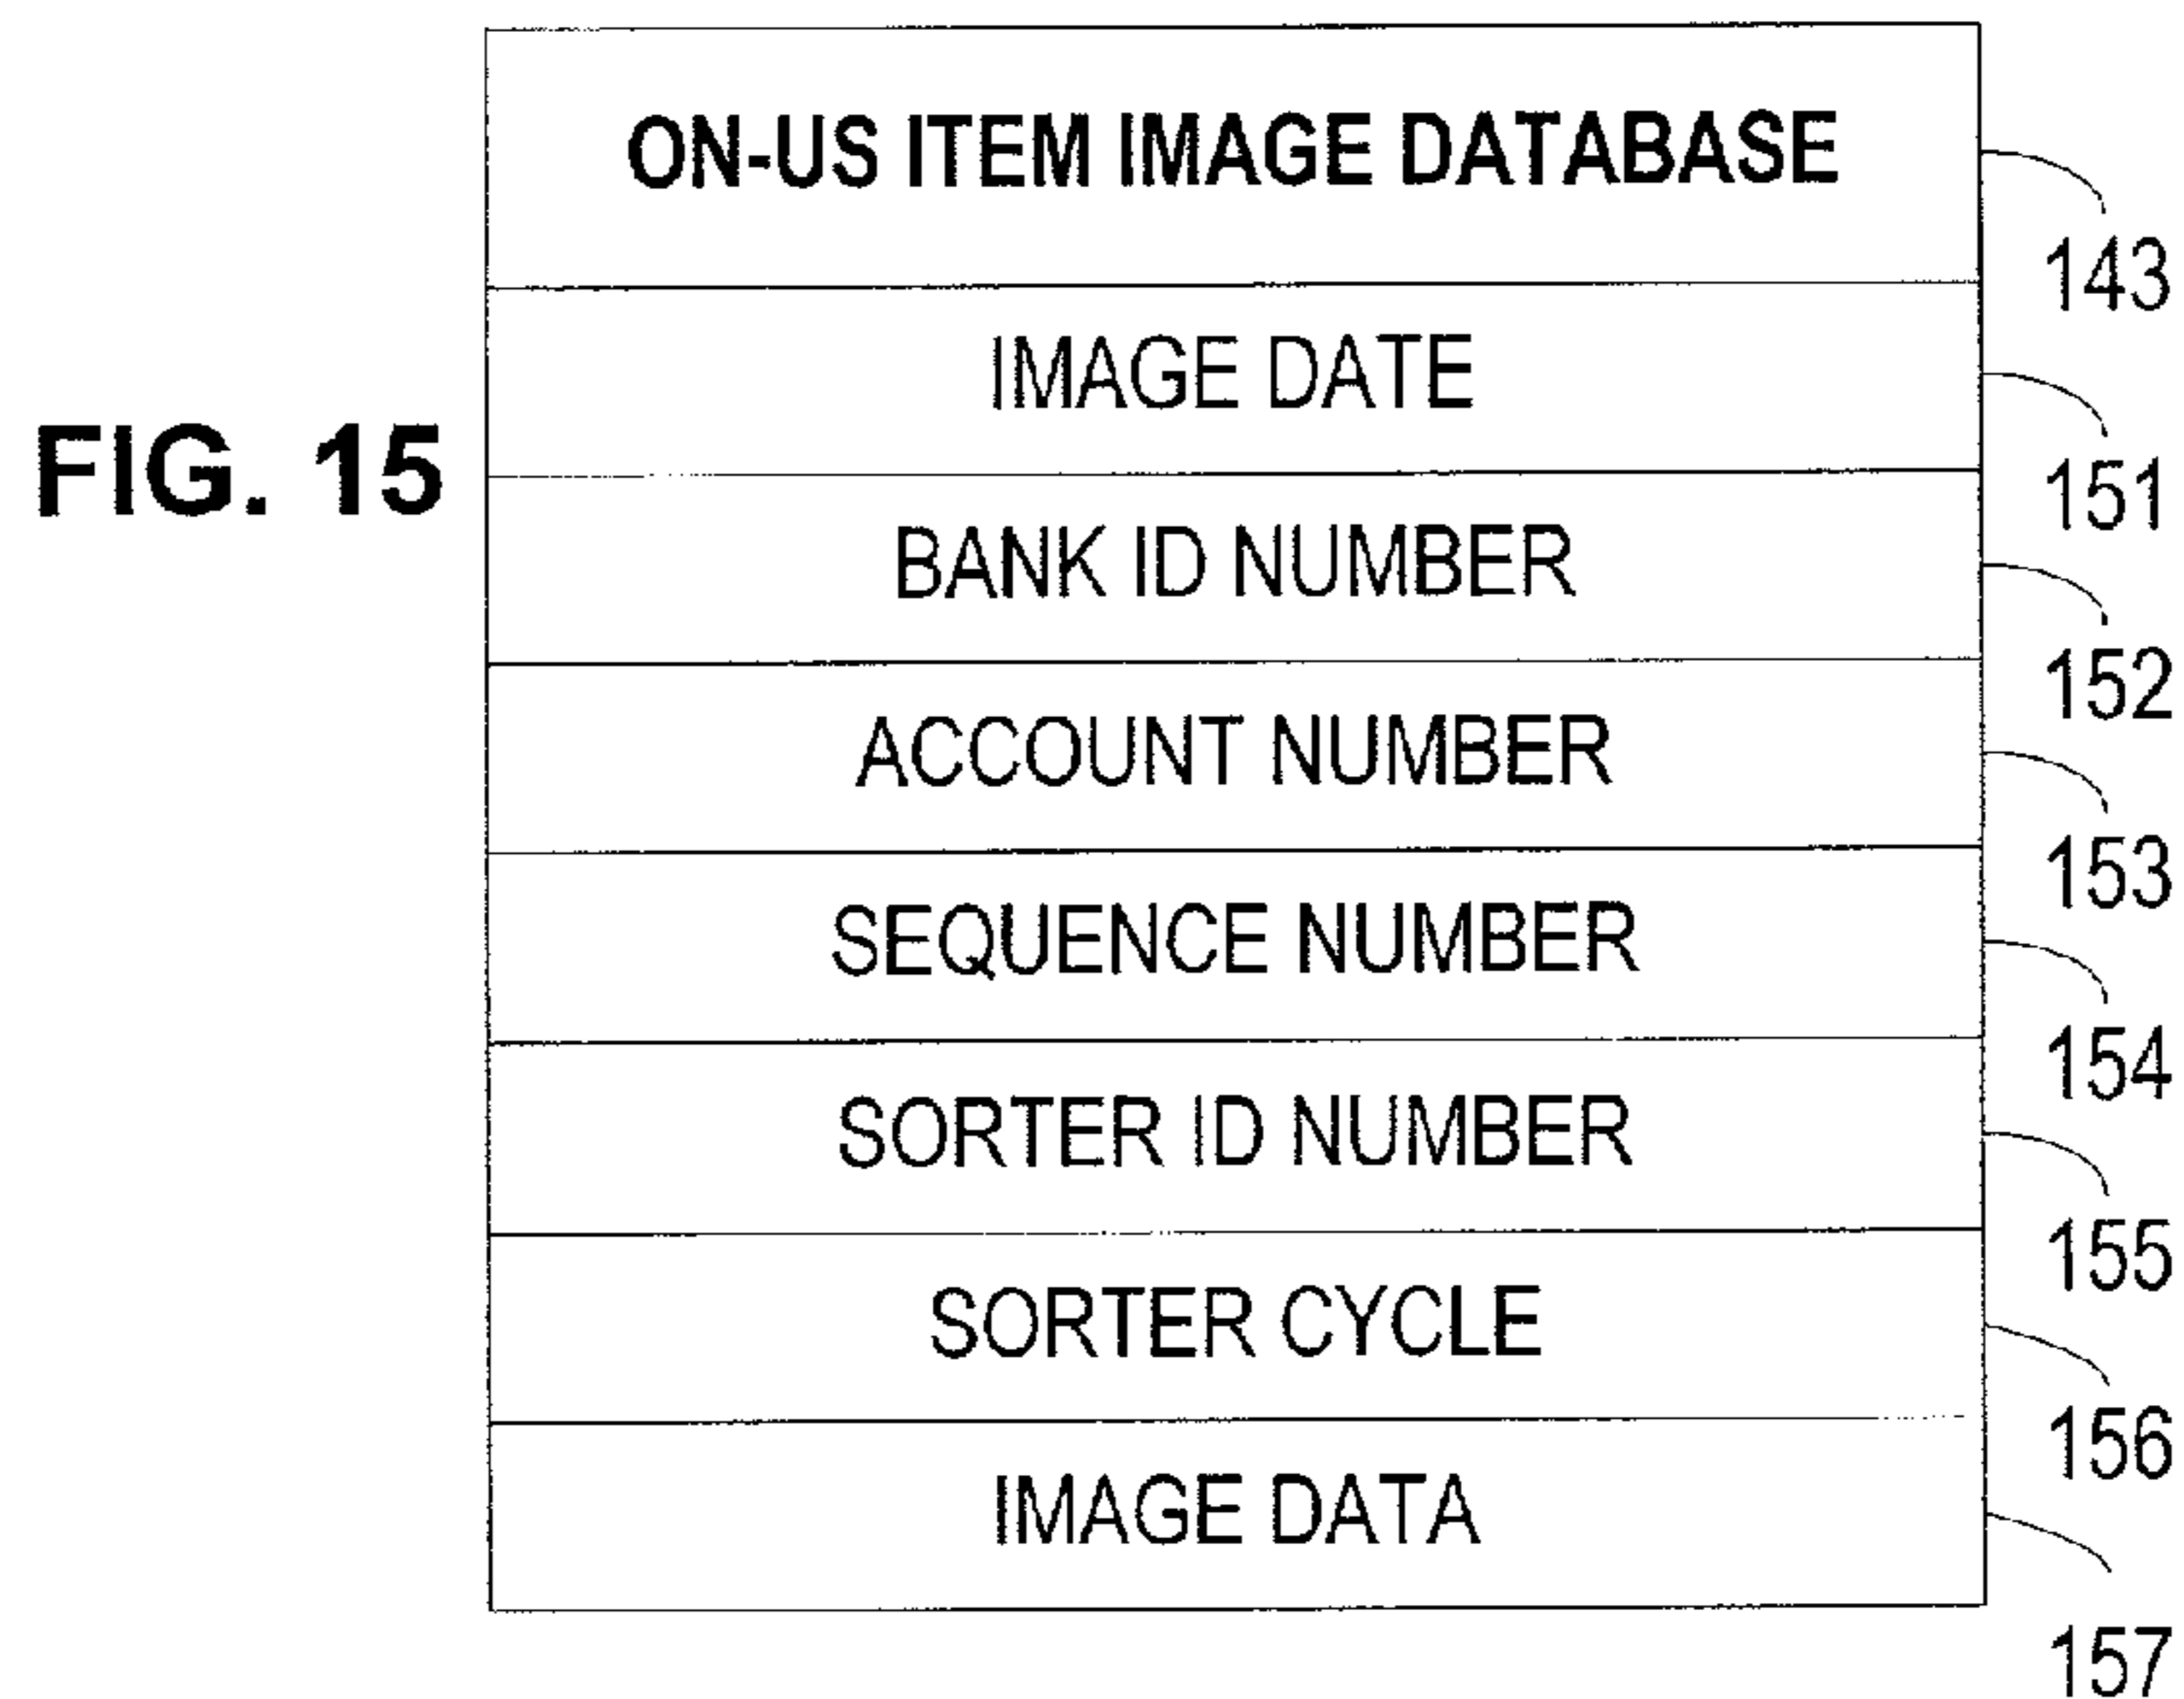 ON-US ITEM IMAGE DATABASE
143
IMAGE DATE
151
FIG. 15
BANK ID NUMBER
152
ACCOUNT NUMBER
153
SEQUENCE NUMBER
154
SORTER ID NUMBER
155
SORTER CYCLE
156
IMAGE DATA
157